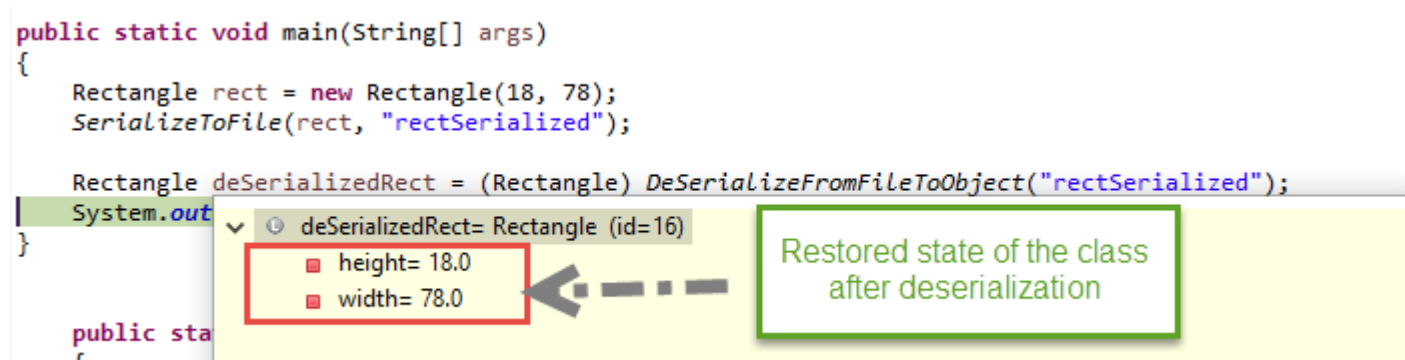 public static void main(String[] args)
{
    Rectangle rect = new Rectangle(18, 78);
    SerializeToFile(rect, "rectSerialized");
    Rectangle deSerializedRect = (Rectangle) DeSerializeFromFileToObject("rectSerialized");
    System.out
deSerializedRect= Rectangle (id=16)
}
height= 18.0
width= 78.0
Restored state of the class
after deserialization
    public sta